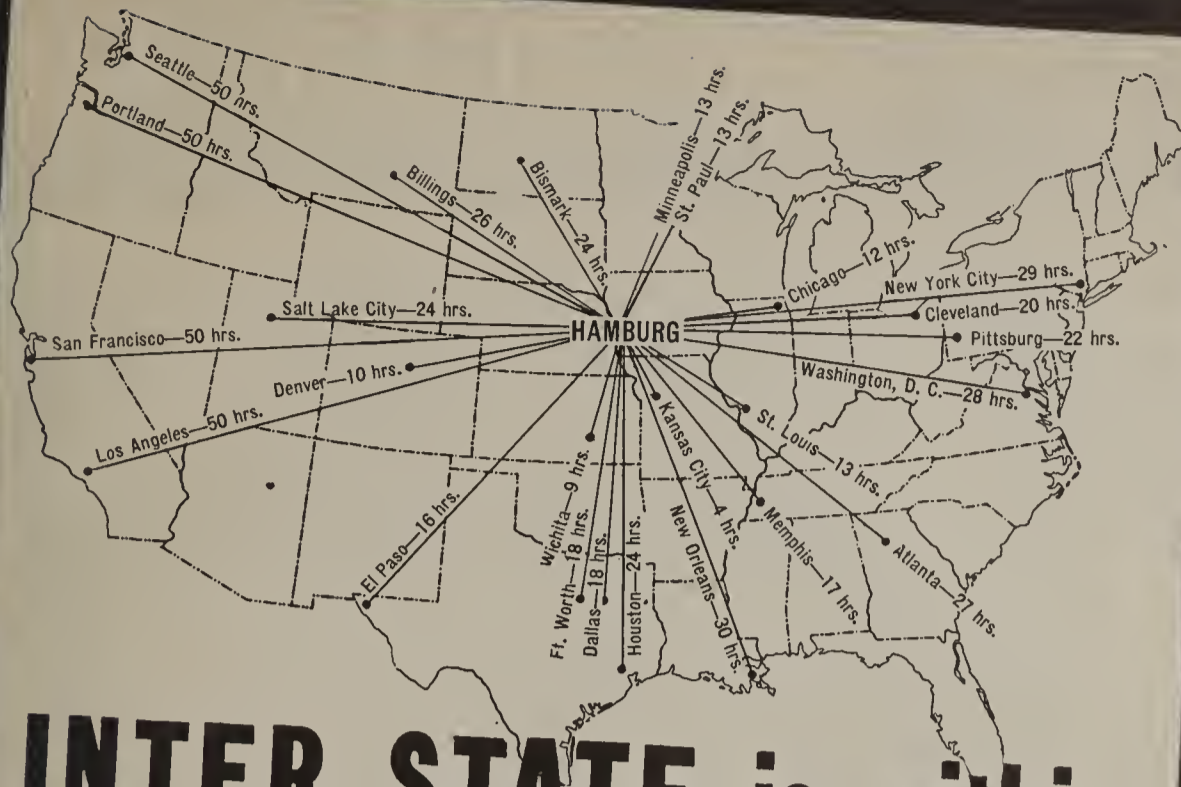 Seattle—50 hrs.
Portland—50 hrs.
Billings—26 hrs.
Bismark—24 hrs.
Minneapolis—13 hrs.
St. Paul—13 hrs.
Chicago—12 hrs.
New York City—29 hrs.
Cleveland—20 hrs.
Salt Lake City—24 hrs.
HAMBURG
San Francisco—50 hrs.
Pittsburg—22 hrs.
Denver—10 hrs.
Washington, D. C.—28 hrs.
Los Angeles—50 hrs.
St. Louis—13 hrs.
Kansas City—4 hrs.
Wichita—9 hrs.
El Paso—16 hrs.
Ft. Worth—18 hrs.
Dallas—18 hrs.
Houston—24 hrs.
New Orleans—30 hrs.
Memphis—17 hrs.
Atlanta—27 hrs.
INTER STATE is